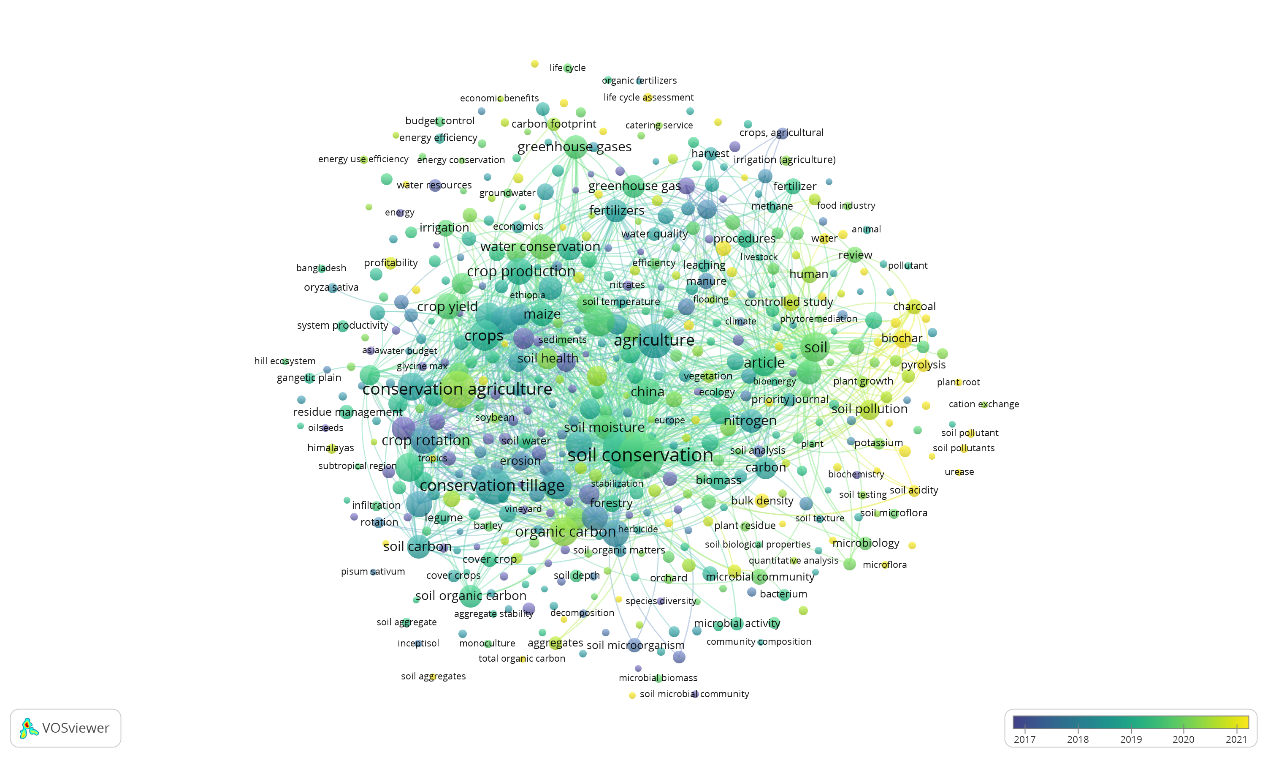 life cycle
organic fertilizers
economic benefits
life cycle assessment
budget control
carbon footprint
catering service
crops, agricultural
energy efficiency
greenhouse gases
harvest
energy use efficiency
energy conservation
irrigation (agriculture)
water resources
groundwater
greenhouse gas
fertilizer
energy
fertilizers
methane
food industry
irrigation
economics
water quality
procedures
water
animal
water conservation
review
bangladesh
profitability
crop production
efficiency
leaching
livestock
human
pollutant
oryza sativa
ethiopia
nitrates
manure
crop yield
maize
soil temperature
flooding
controlled study
charcoal
system productivity
climate
phytoremediation
crops
sediments
agriculture
soil
biochar
asia
water budget
soil health
hill ecosystem
glycine max
article
pyrolysis
gangetic plain
vegetation
bioenergy
plant growth
plant root
conservation agriculture
china
ecology
priority journal
cation exchange
residue management
soybean
europe
nitrogen
soil pollution
oilseeds
soil moisture
soil pollutant
himalayas
crop rotation
soil water
soil analysis
plant
potassium
soil pollutants
tropics
erosion
soil conservation
subtropical region
carbon
biochemistry
urease
conservation tillage
stabilization
biomass
soil testing
soil acidity
infiltration
vineyard
forestry
bulk density
soil microflora
rotation
legume
barley
organic carbon
herbicide
plant residue
soil texture
soil carbon
soil organic matters
soil biological properties
microbiology
pisum sativum
cover crop
quantitative analysis
microflora
cover crops
soil depth
orchard
microbial community
soil organic carbon
species diversity
bacterium
soil aggregate
aggregate stability
decomposition
microbial activity
inceptisol
monoculture
aggregates
soil microorganism
community composition
total organic carbon
soil aggregates
microbial biomass
soil microbial community
VOSviewer
2017 2018 2019 2020 2021